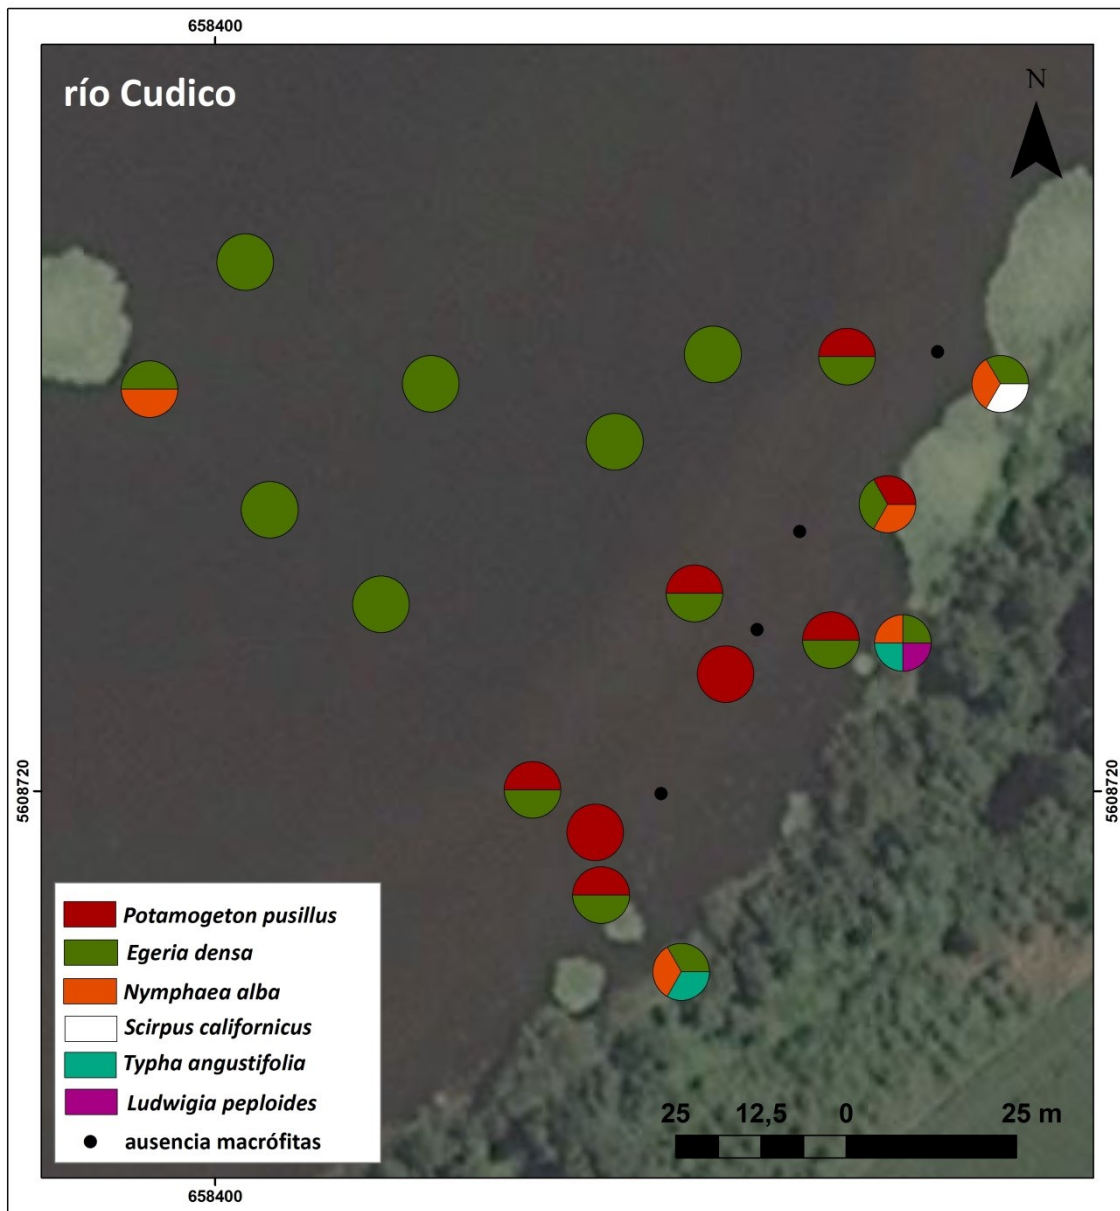 658400
río Cudico
N
5608720
5608720
Potamogeton pusillus
Egeria densa
Nymphaea alba
Scirpus californicus
Typha angustifolia
Ludwigia peploides
ausencia macrófitas
25 12,5 0 25 m
658400